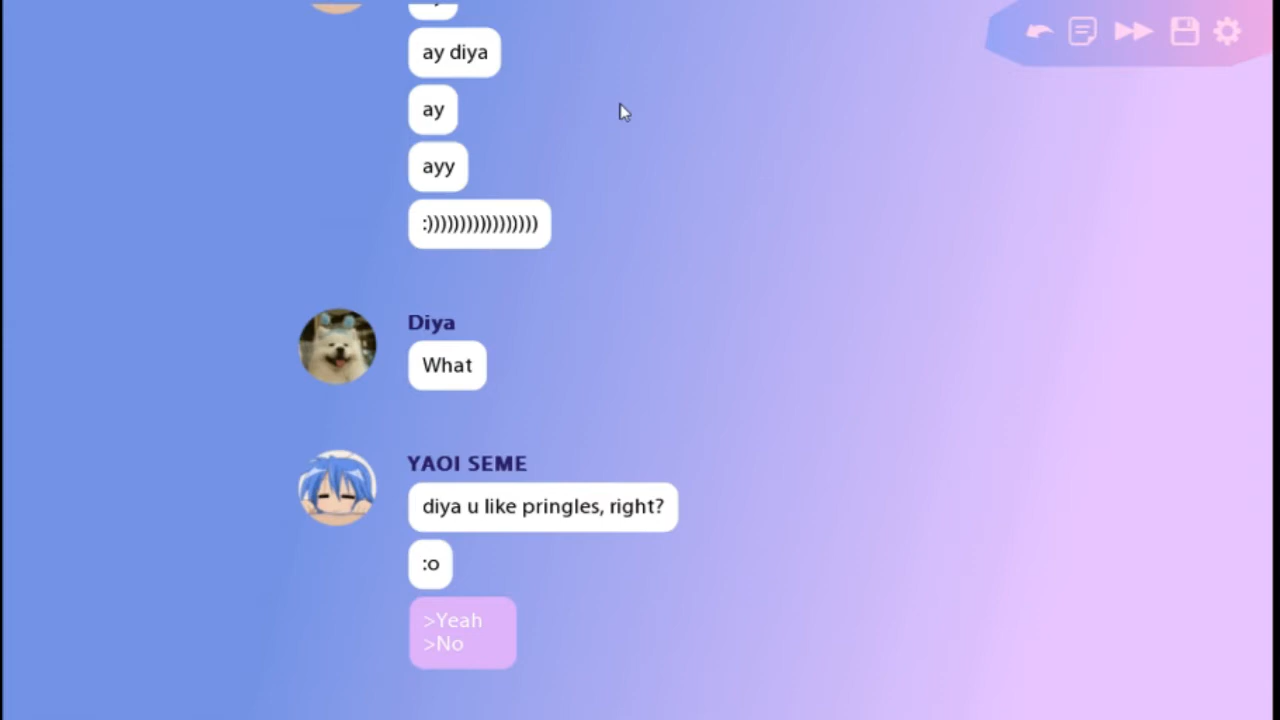 ay diya
ay
ayy
:)))))))))))))))))
Diya
What
YAOI SEME
diya u like pringles, right?
:o
>Yeah
>No